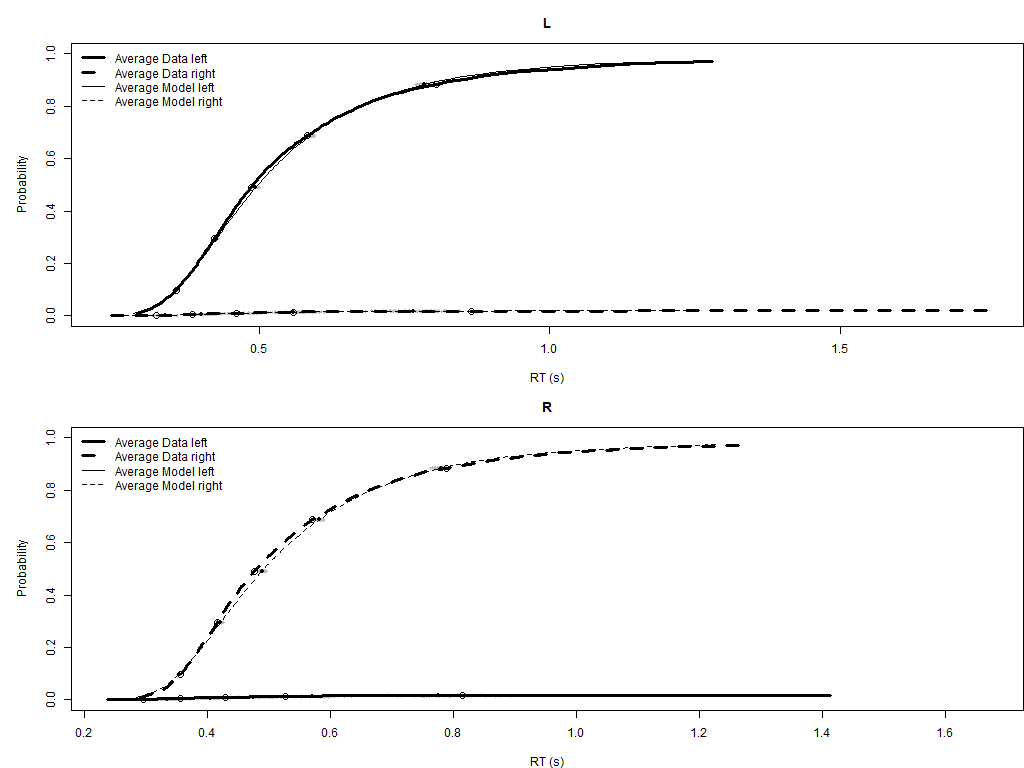 L
Average Data left
Average Data right
Average Model left
Average Model right
Probability
0.0 0.2 0.4 0.6 0.8 1.0
0.5 1.0 1.5
RT (s)
R
Average Data left
Average Data right
Average Model left
Average Model right
Probability
0.0 0.2 0.4 0.6 0.8 1.0
0.2 0.4 0.6 0.8 1.0 1.2 1.4 1.6
RT (s)